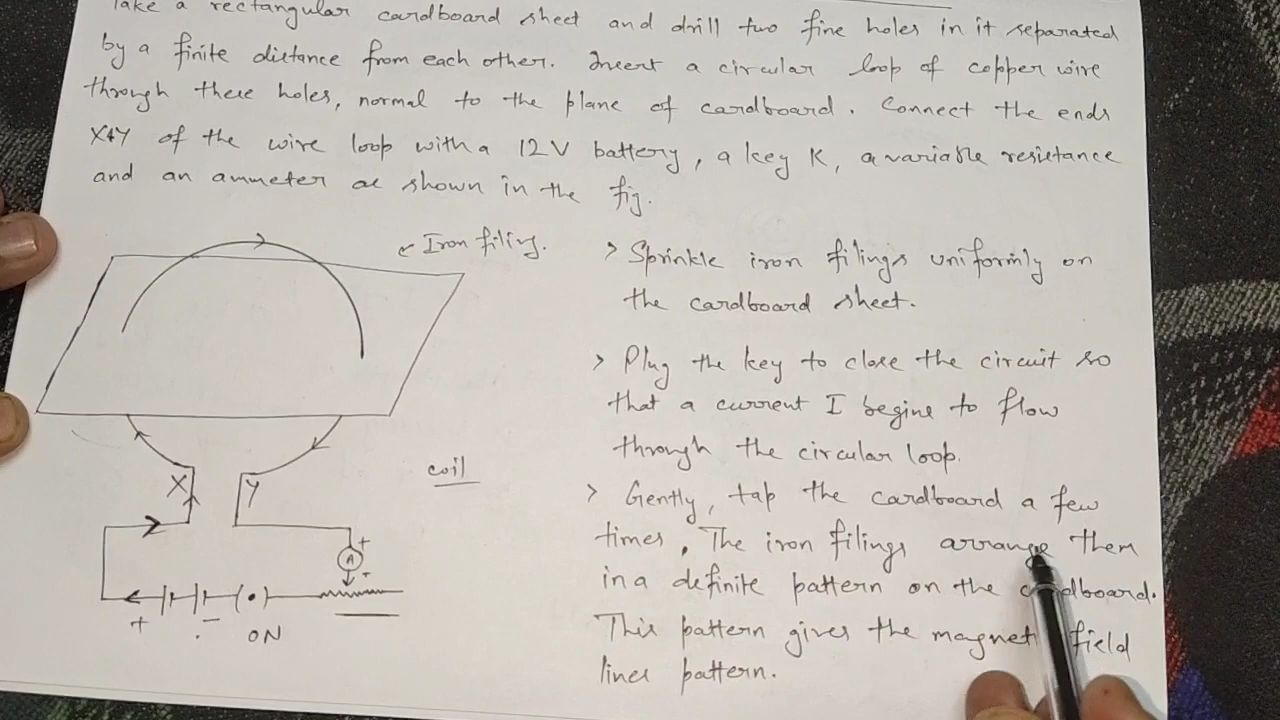 Take a rectangular cardboard sheet and drill two fine holes in it separated
by a finite distance from each other. Insert a circular loop of copper wire
through these holes, normal to the plane of cardboard. Connect the ends
X&Y of the wire loop with a 12V battery, a key K, a variable resistance
and an ammeter as shown in the fig.
Iron filing.
> Sprinkle iron filings uniformly on
the cardboard sheet.
> Plug the key to close the circuit so
that a current I begins to flow
through the circular loop.
coil
X Y
> Gently, tap the cardboard a few
times. The iron filings arrange them
in a definite pattern on the cardboard.
This pattern gives the magnet field
lines pattern.
+
A
-
+ -
ON